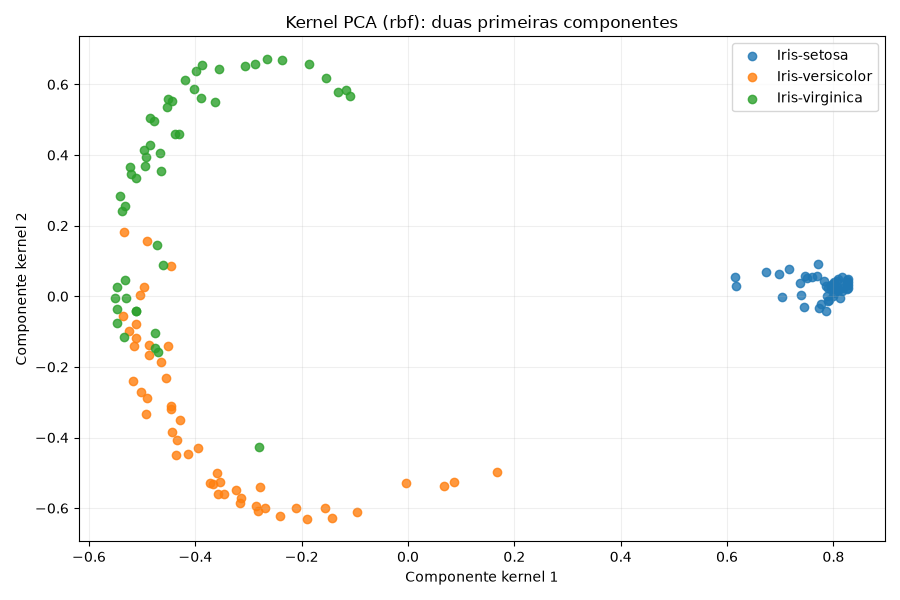 Kernel PCA (rbf): duas primeiras componentes
Iris-setosa
Iris-versicolor
Iris-virginica
Componente kernel 2
0.6
0.4
0.2
0.0
−0.2
−0.4
−0.6
−0.6
−0.4
−0.2
0.0
0.2
0.4
0.6
0.8
Componente kernel 1